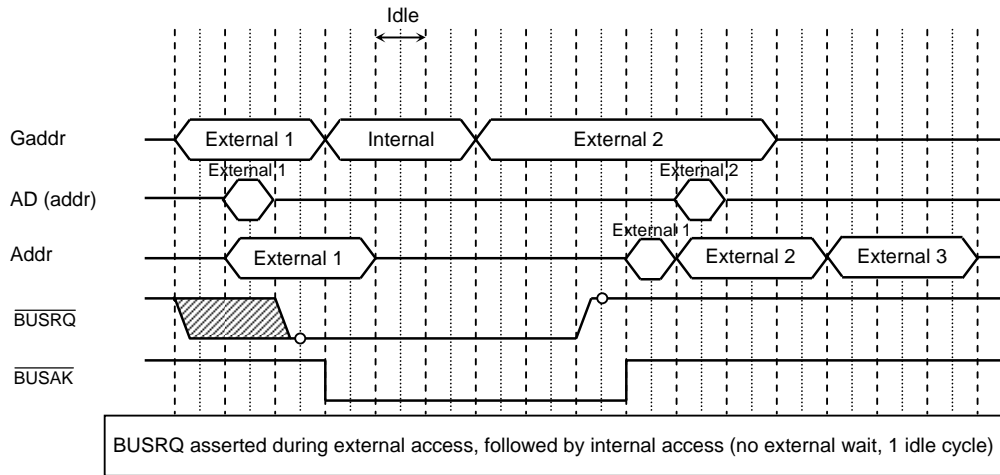 Idle
Gaddr External 1 Internal External 2
External 1 External 2
AD (addr)
External 1
Addr External 1 External 2 External 3
BUSRQ
BUSAK
BUSRQ asserted during external access, followed by internal access (no external wait, 1 idle cycle)